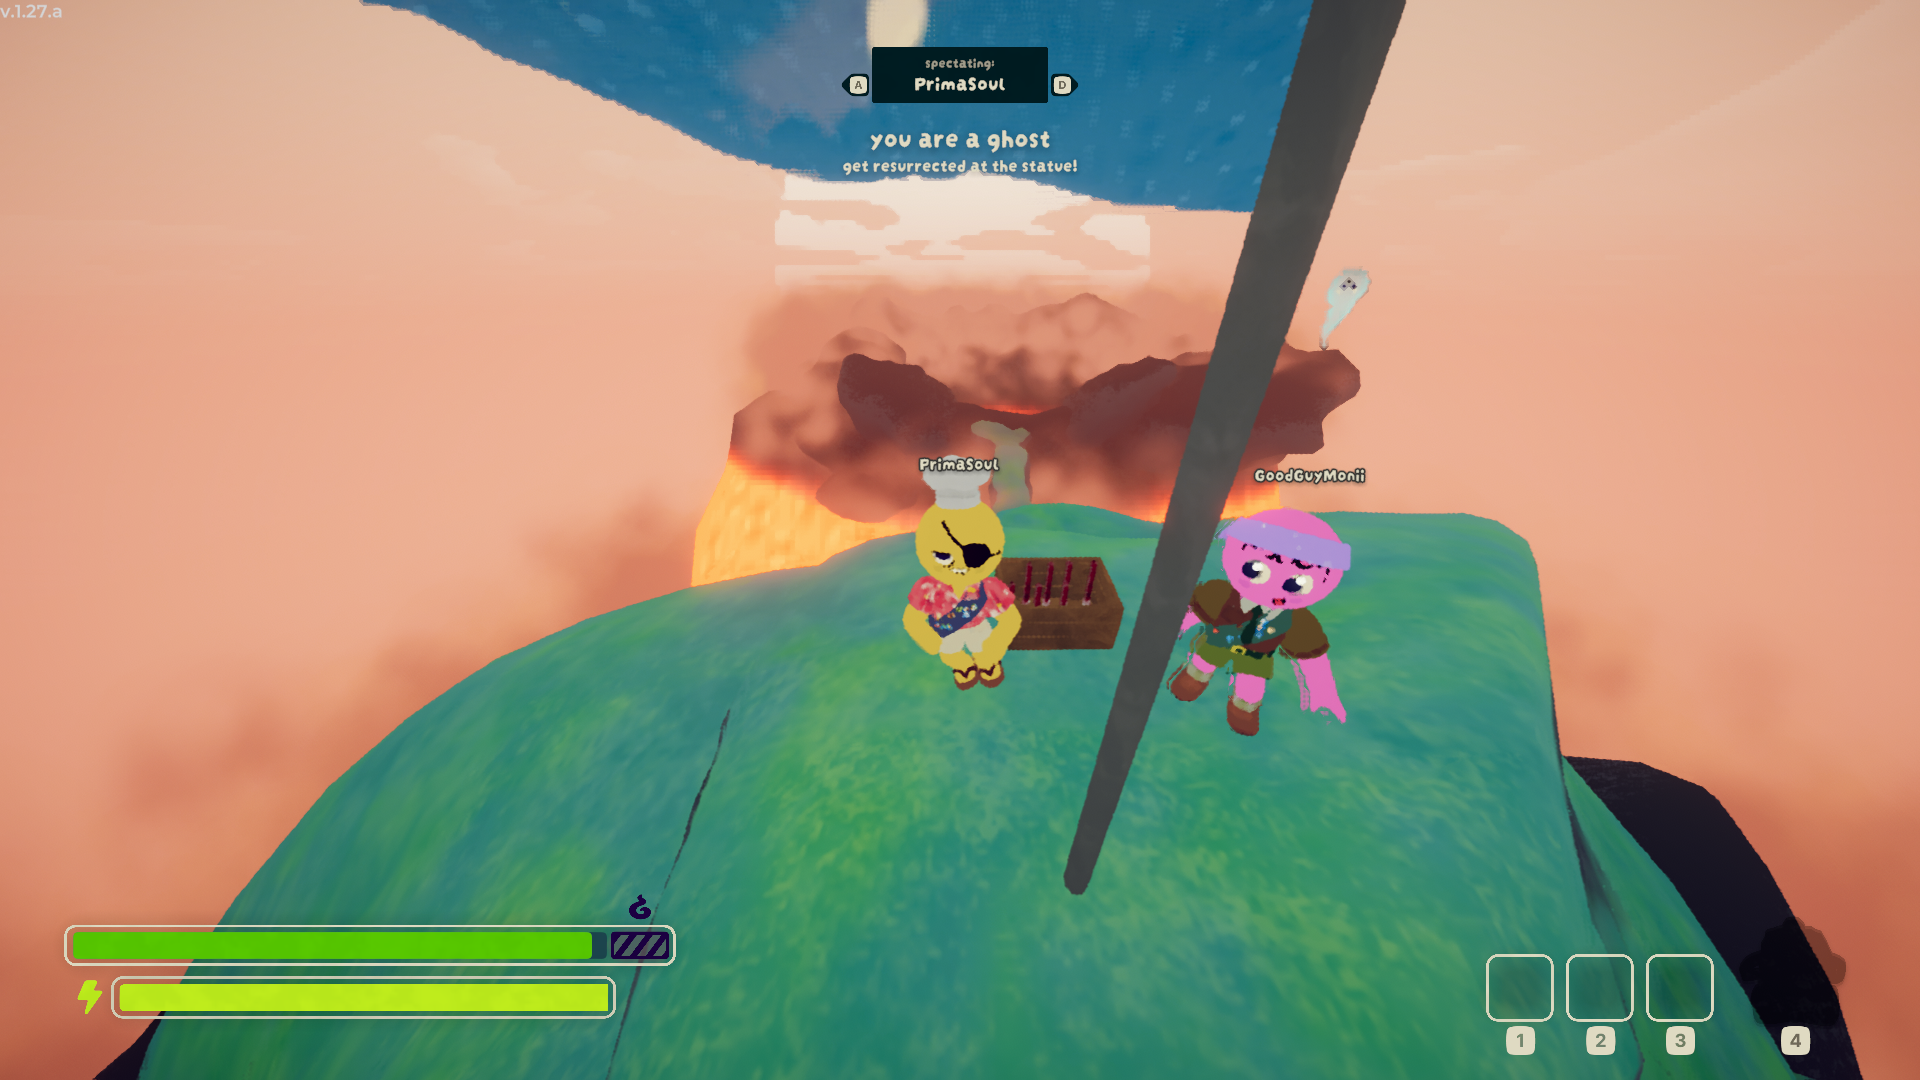 v.1.27.a
spectating:
A PrimaSoul D
you are a ghost
get resurrected at the statue!
PrimaSoul
GoodGuyMonii
1 2 3 4